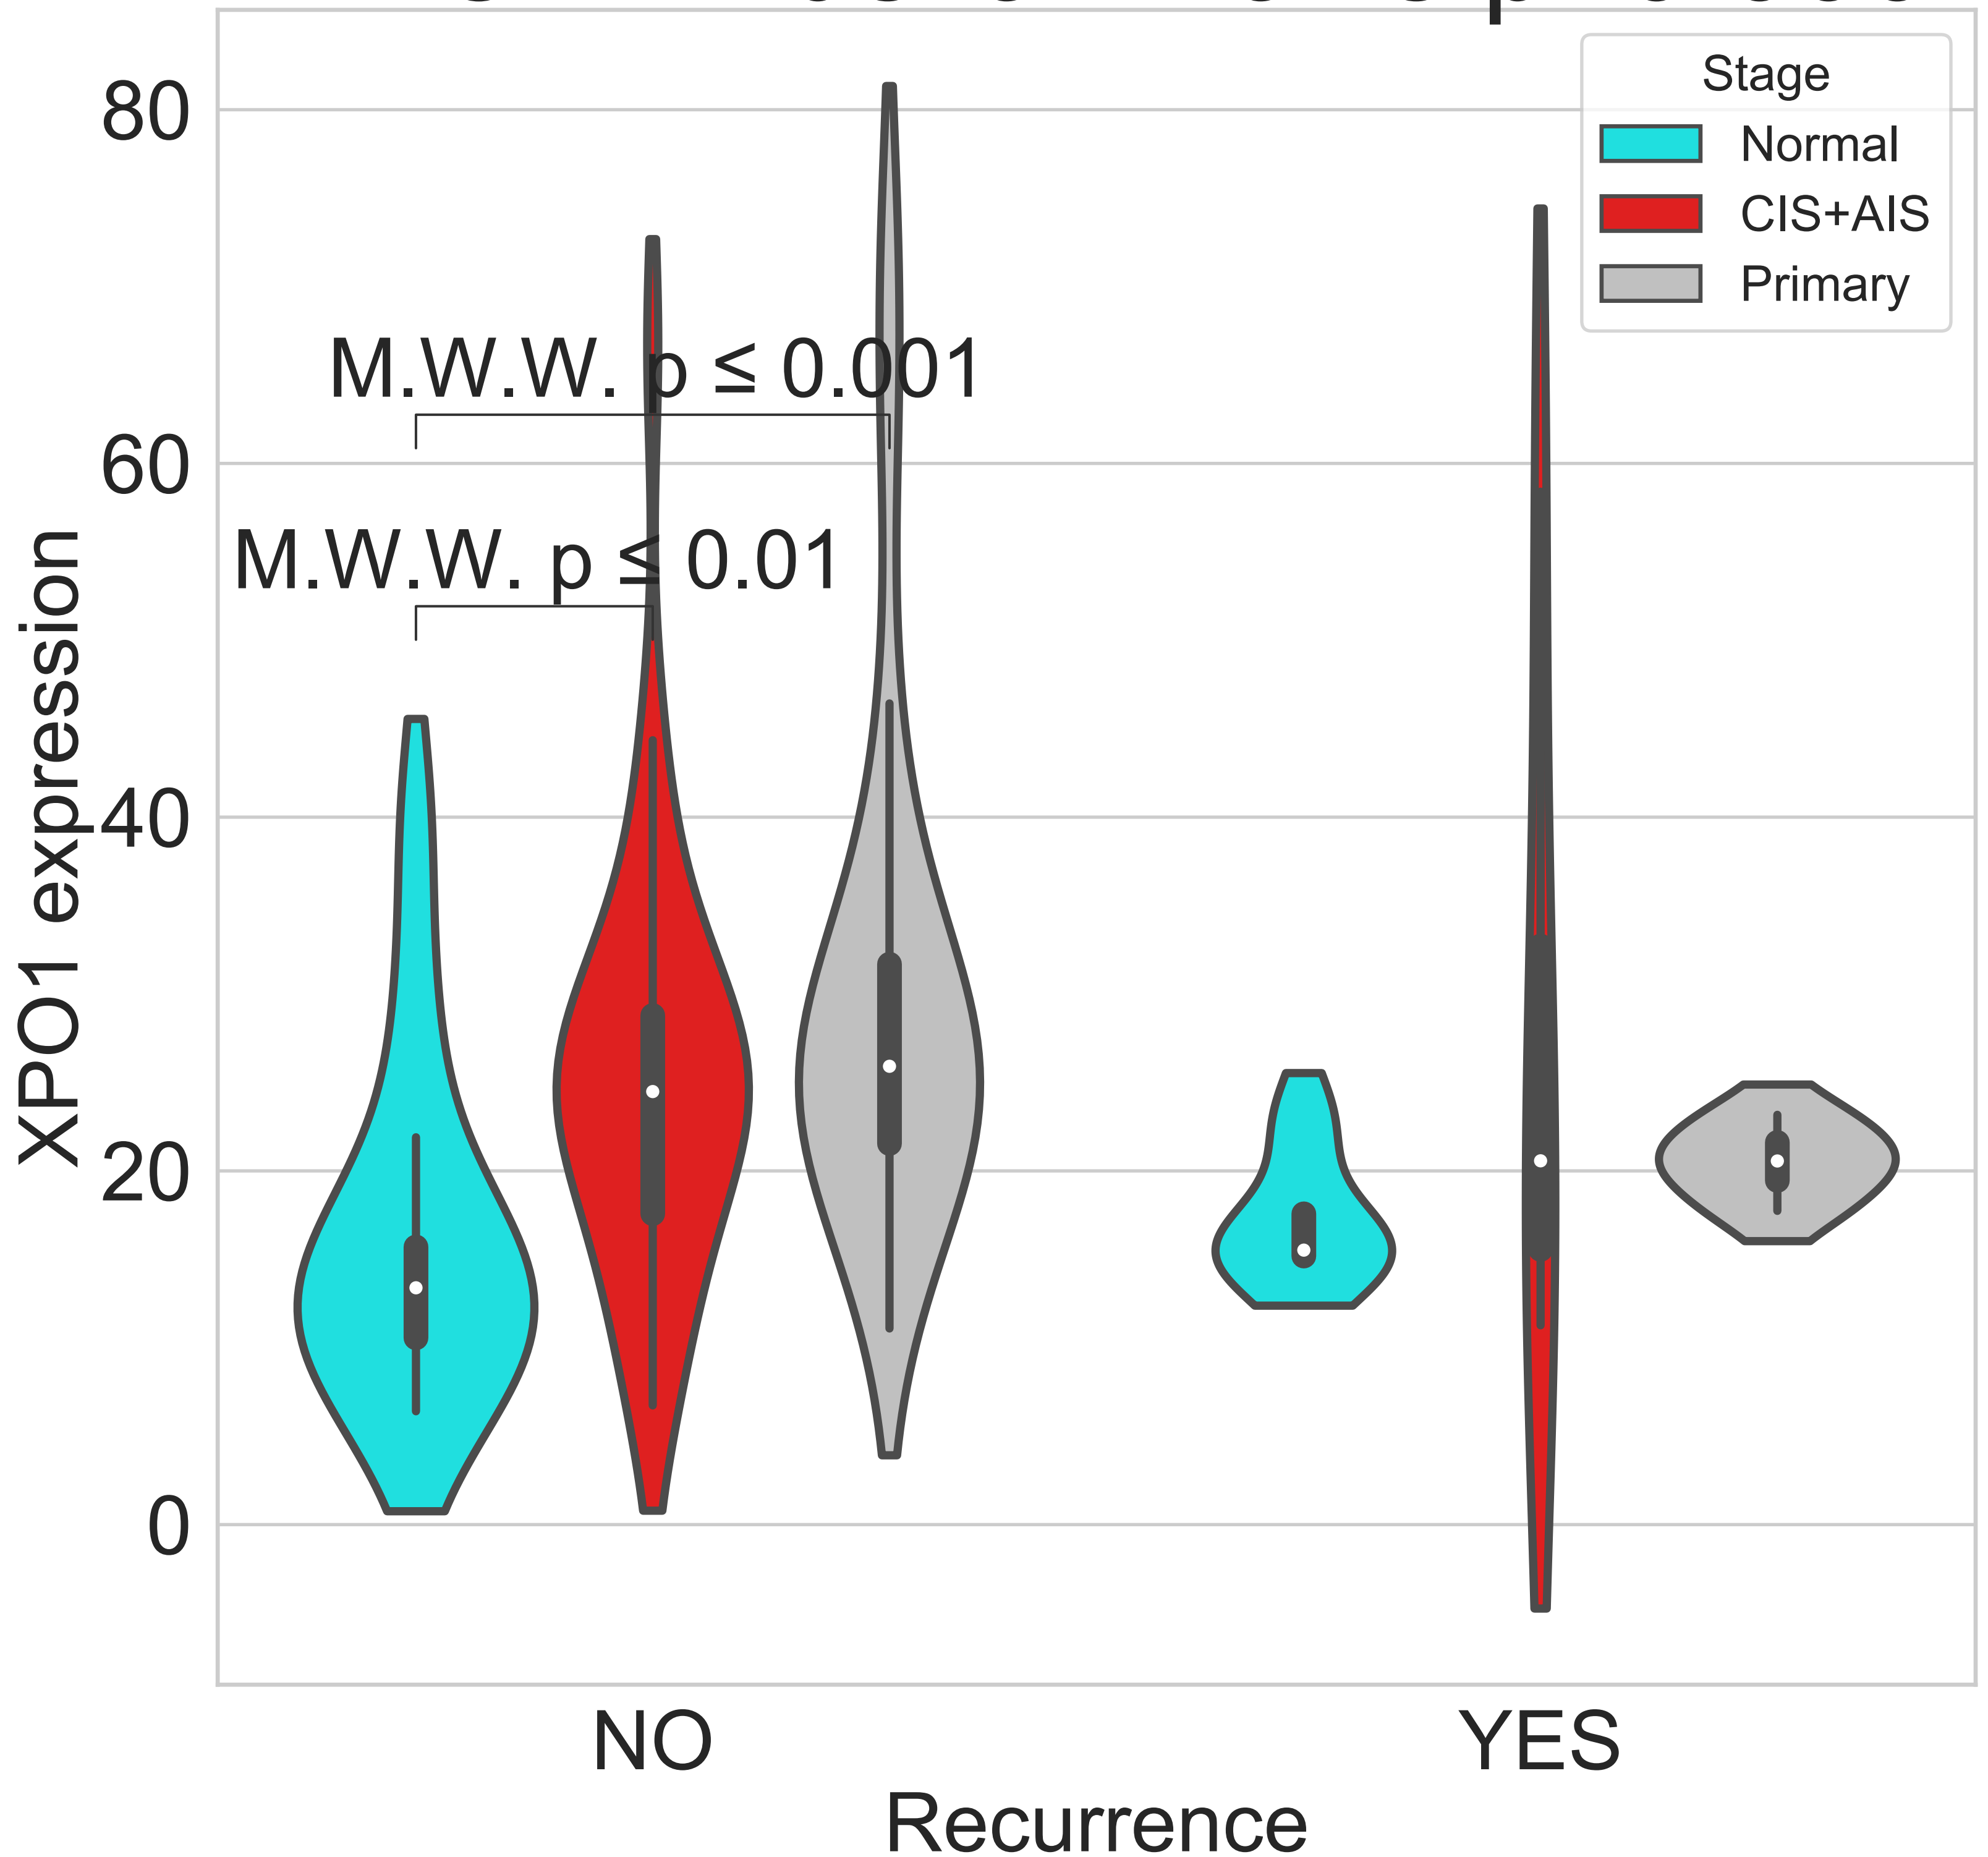 Stage
Normal
CIS+AIS
Primary
M.W.W. p ≤ 0.001
M.W.W. p ≤ 0.01
XPO1 expression
80
60
40
20
0
NO
YES
Recurrence